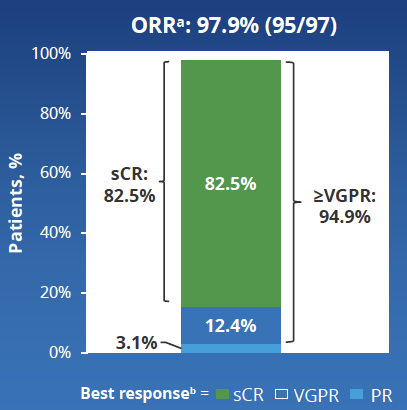 ORRᵃ: 97.9% (95/97)
100%
80%
60%
40%
20%
0%
Patients, %
sCR:
82.5%
82.5%
≥VGPR:
94.9%
12.4%
3.1%
Best responseᵇ = sCR VGPR PR